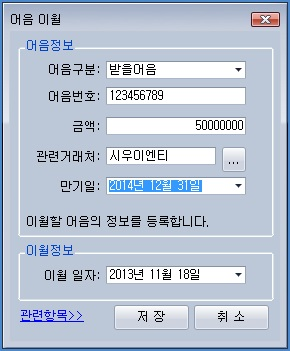 어음 이월
어음정보
어음구분: 받을어음
어음번호: 123456789
금액: 50000000
관련거래처: 시우이엔티 ...
만기일: 2014년 12월 31일
이월할 어음의 정보를 등록합니다.
이월정보
이월 일자: 2013년 11월 18일
관련항목>> 저 장 취 소